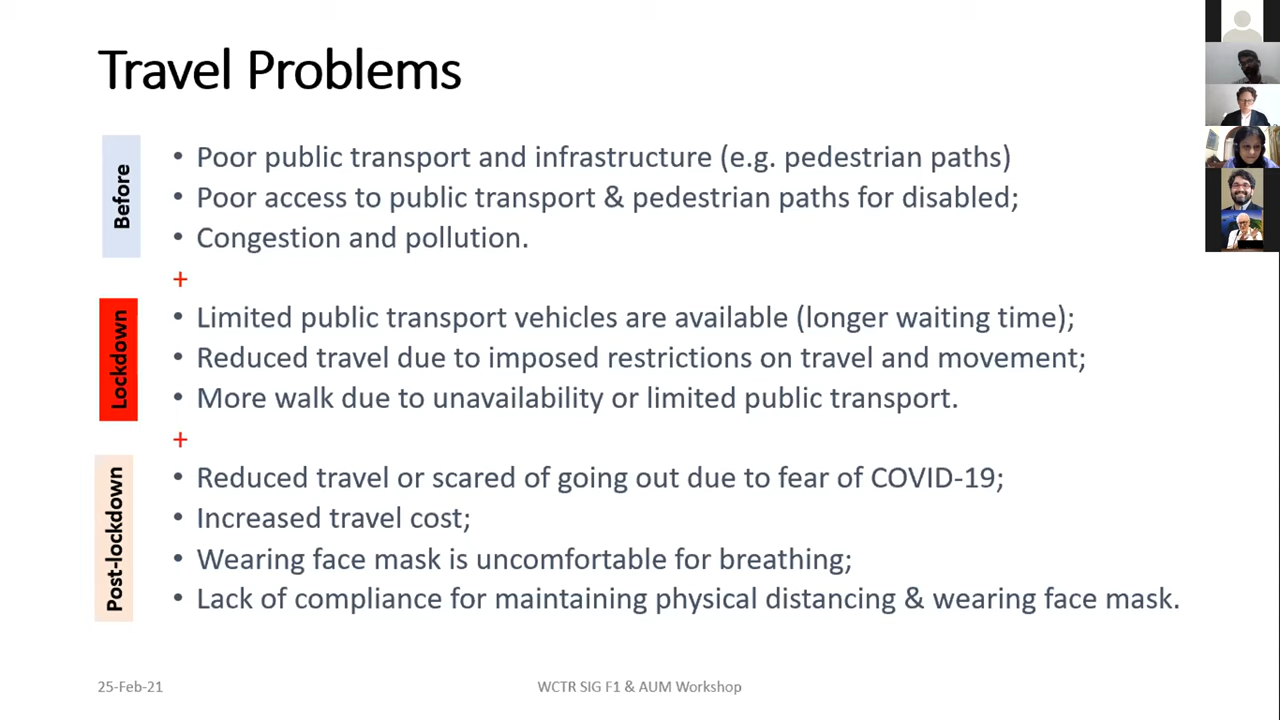 Travel Problems
Before
• Poor public transport and infrastructure (e.g. pedestrian paths)
• Poor access to public transport & pedestrian paths for disabled;
• Congestion and pollution.
+
Lockdown
• Limited public transport vehicles are available (longer waiting time);
• Reduced travel due to imposed restrictions on travel and movement;
• More walk due to unavailability or limited public transport.
+
Post-lockdown
• Reduced travel or scared of going out due to fear of COVID-19;
• Increased travel cost;
• Wearing face mask is uncomfortable for breathing;
• Lack of compliance for maintaining physical distancing & wearing face mask.
25-Feb-21
WCTR SIG F1 & AUM Workshop